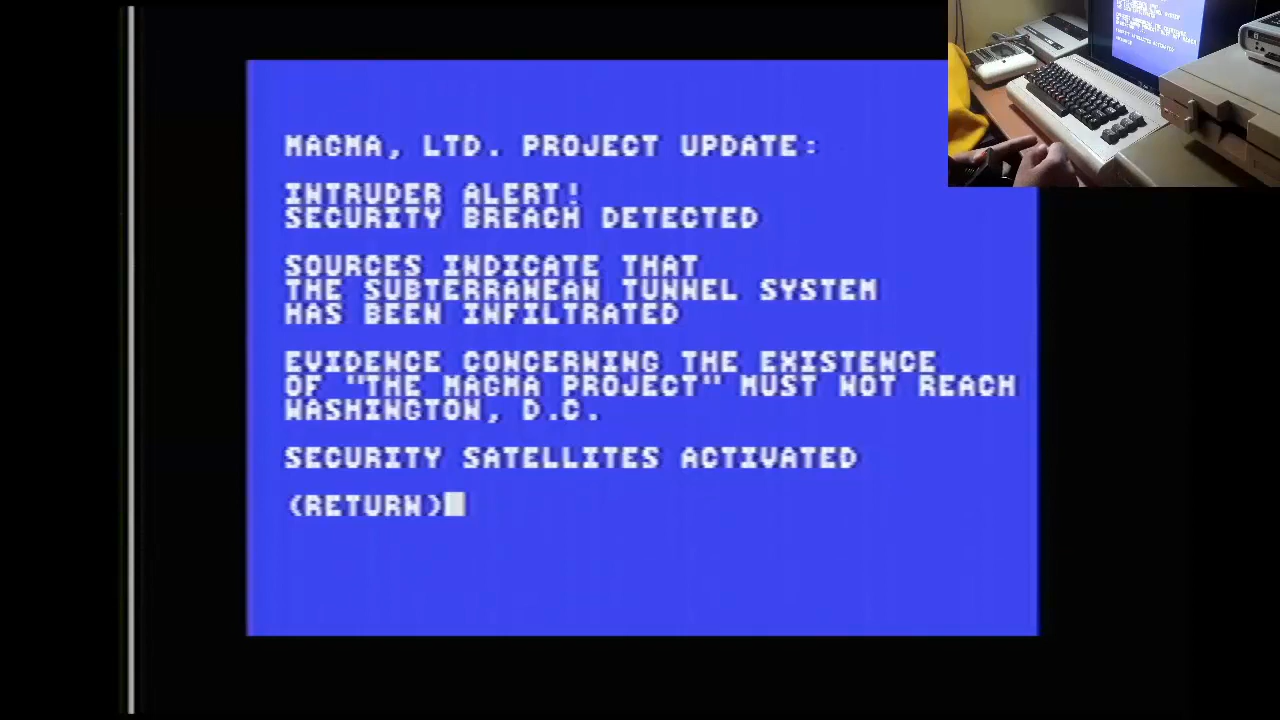 MAGMA, LTD. PROJECT UPDATE:
INTRUDER ALERT!
SECURITY BREACH DETECTED
SOURCES INDICATE THAT
THE SUBTERRANEAN TUNNEL SYSTEM
HAS BEEN INFILTRATED
EVIDENCE CONCERNING THE EXISTENCE
OF "THE MAGMA PROJECT" MUST NOT REACH
WASHINGTON, D.C.
SECURITY SATELLITES ACTIVATED
(RETURN)